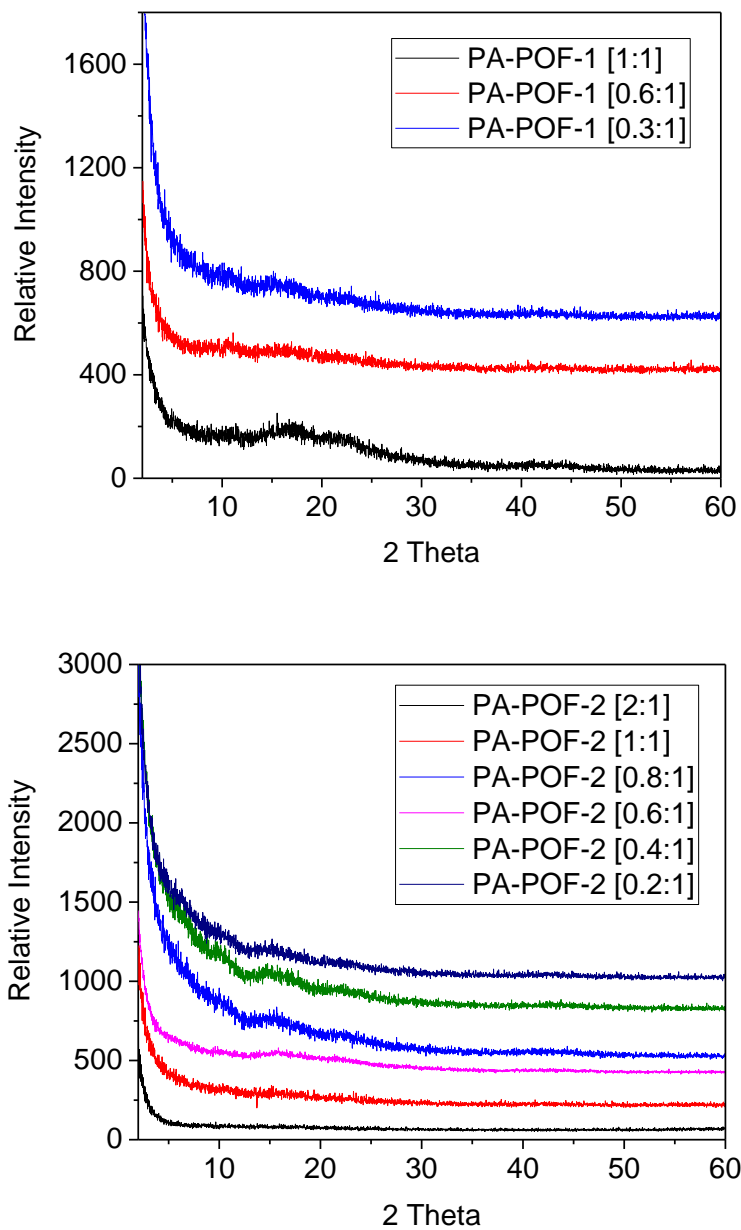 1600
1200
800
400
0
Relative Intensity
PA-POF-1 [1:1]
PA-POF-1 [0.6:1]
PA-POF-1 [0.3:1]
10 20 30 40 50 60
2 Theta
3000
2500
2000
1500
1000
500
0
Relative Intensity
PA-POF-2 [2:1]
PA-POF-2 [1:1]
PA-POF-2 [0.8:1]
PA-POF-2 [0.6:1]
PA-POF-2 [0.4:1]
PA-POF-2 [0.2:1]
10 20 30 40 50 60
2 Theta